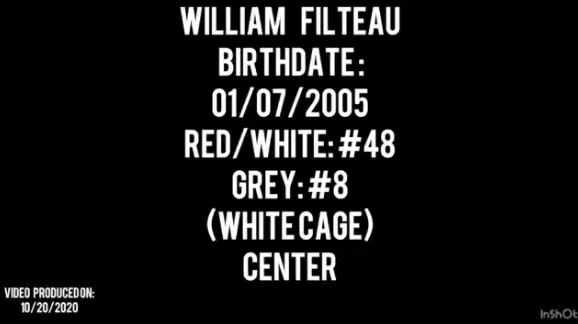 WILLIAM FILTEAU
BIRTHDATE:
01/07/2005
RED/WHITE: #48
GREY: #8
(WHITE CAGE)
CENTER
VIDEO PRODUCED ON:
10/20/2020
InShOt